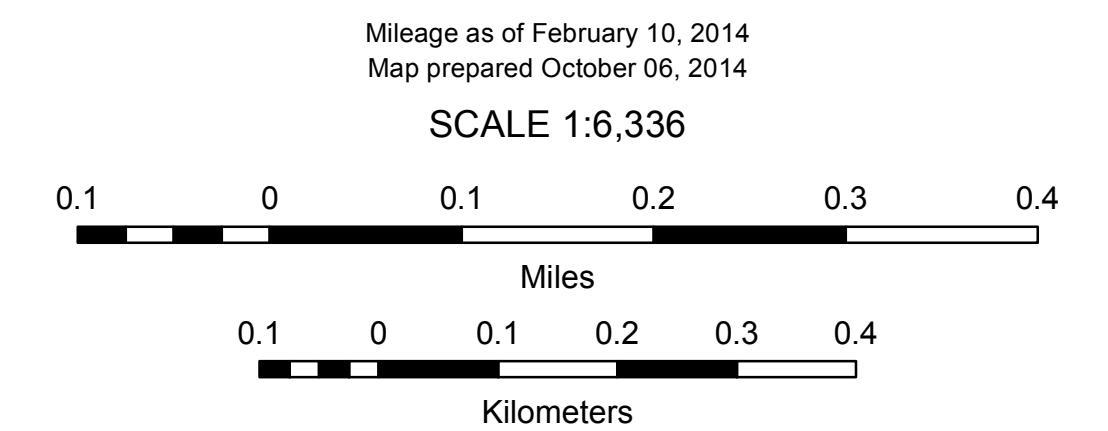 Mileage as of February 10, 2014
Map prepared October 06, 2014
SCALE 1:6,336
0.1 0 0.1 0.2 0.3 0.4
Miles
0.1 0 0.1 0.2 0.3 0.4
Kilometers